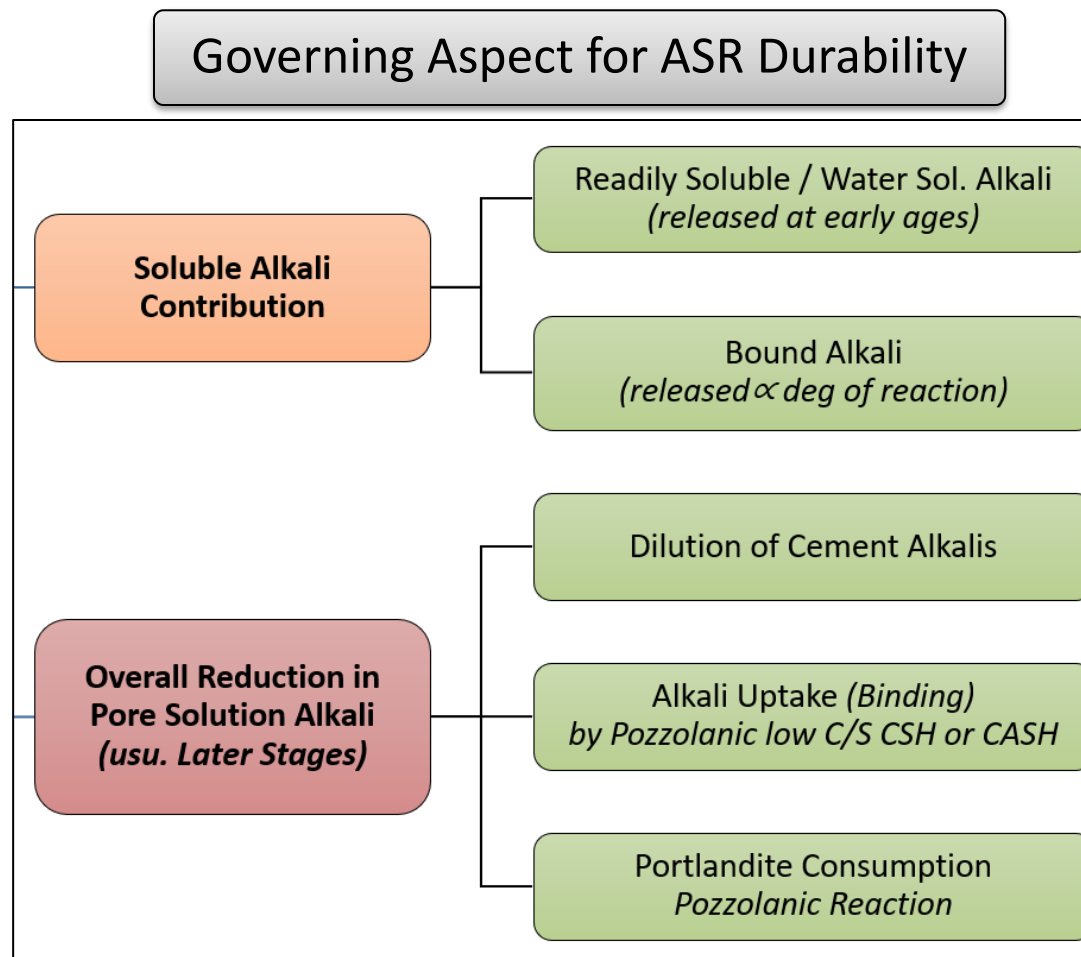 Governing Aspect for ASR Durability
Soluble Alkali
Contribution
Readily Soluble / Water Sol. Alkali
(released at early ages)
Bound Alkali
(released∝ deg of reaction)
Overall Reduction in
Pore Solution Alkali
(usu. Later Stages)
Dilution of Cement Alkalis
Alkali Uptake (Binding)
by Pozzolanic low C/S CSH or CASH
Portlandite Consumption
Pozzolanic Reaction